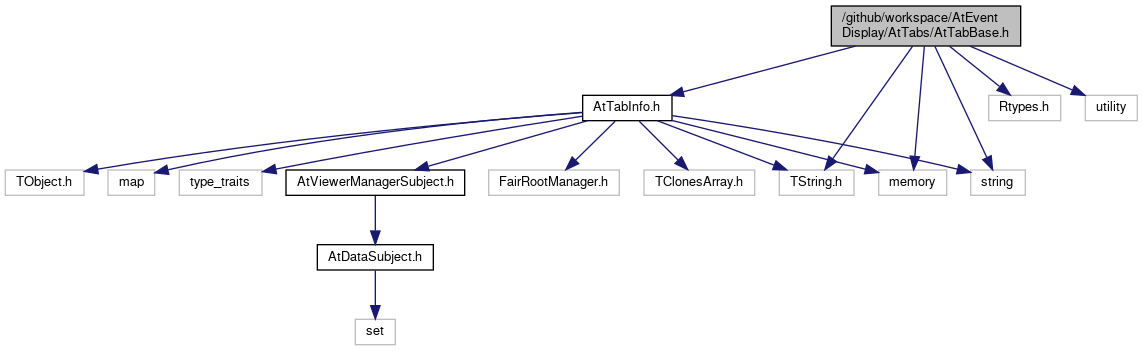 /github/workspace/AtEvent
Display/AtTabs/AtTabBase.h
AtTabInfo.h
Rtypes.h
utility
TObject.h
map
type_traits
AtViewerManagerSubject.h
FairRootManager.h
TClonesArray.h
TString.h
memory
string
AtDataSubject.h
set